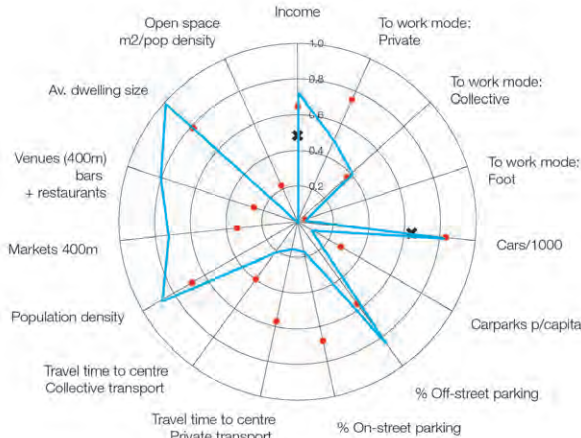 Income
Open space
m2/pop density
To work mode:
Private
1.0
Av. dwelling size
0.8
To work mode:
Collective
0.6
Venues (400m)
bars
+ restaurants
0.4
To work mode:
Foot
0.2
Markets 400m
Cars/1000
Population density
Carparks p/capita
Travel time to centre
Collective transport
% Off-street parking
Travel time to centre
Private transport
% On-street parking